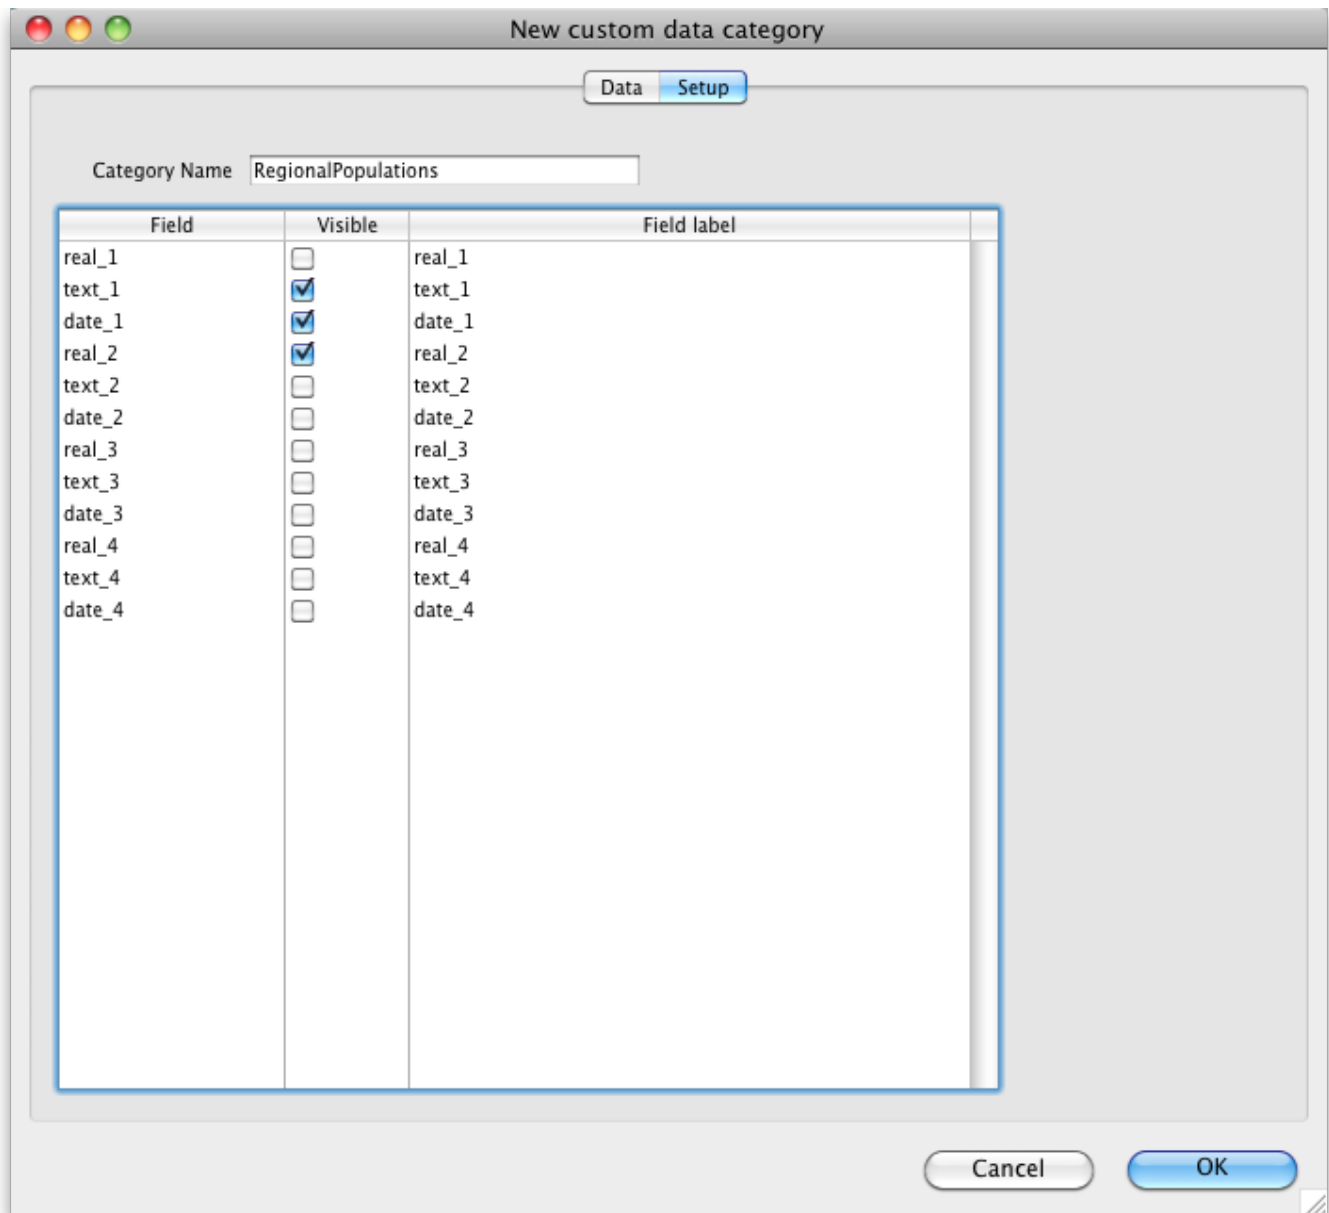 New custom data category
Data Setup
Category Name RegionalPopulations
Field Visible Field label
real_1 real_1
text_1 text_1
date_1 date_1
real_2 real_2
text_2 text_2
date_2 date_2
real_3 real_3
text_3 text_3
date_3 date_3
real_4 real_4
text_4 text_4
date_4 date_4
Cancel OK